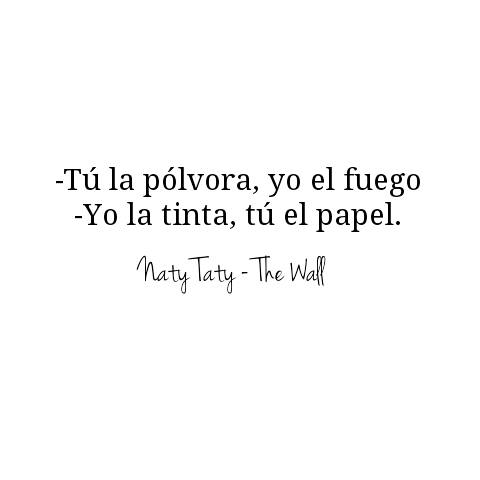 -Tú la pólvora, yo el fuego
-Yo la tinta, tú el papel.
Naty Taty - The Wall